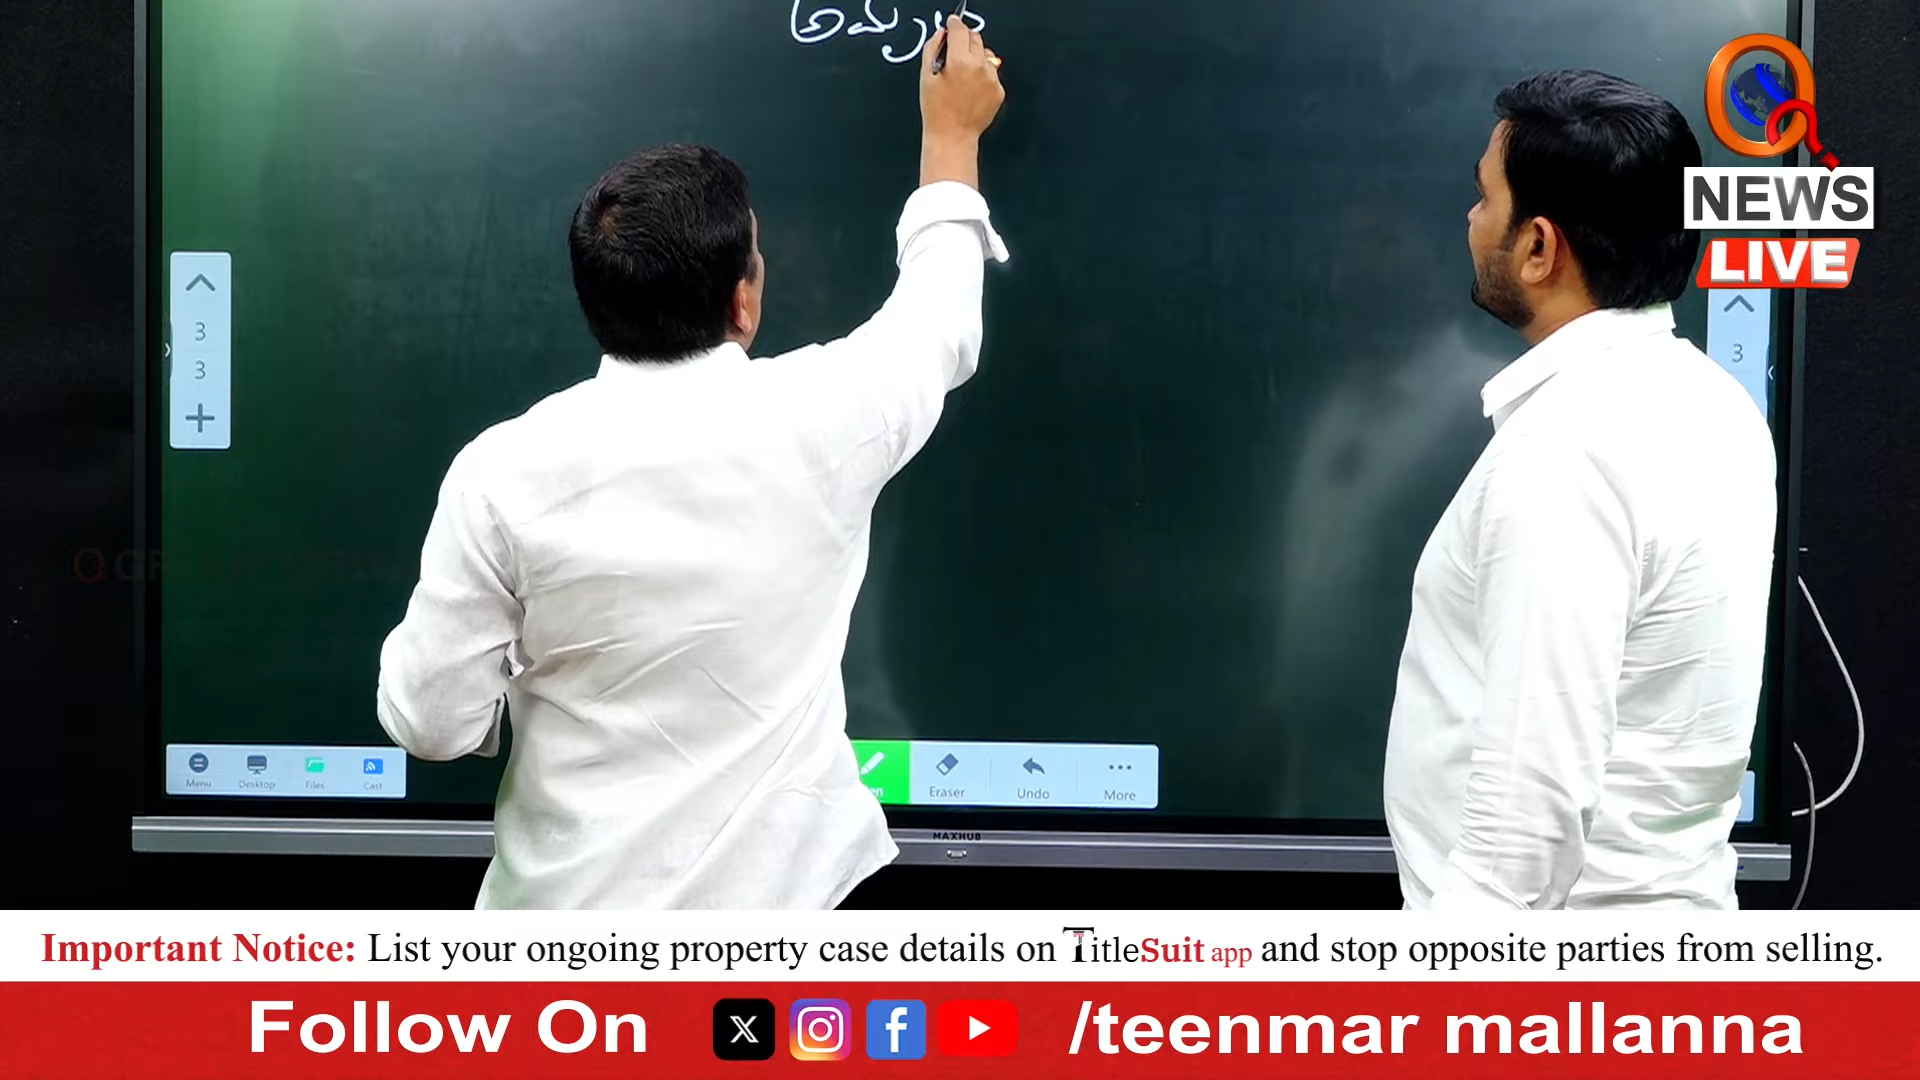 NEWS
LIVE
3
3
3
Menu
Desktop
Files
Cast
Eraser
Undo
More
MAXHUB
Important Notice: List your ongoing property case details on TitleSuit app and stop opposite parties from selling.
Follow On /teenmar mallanna